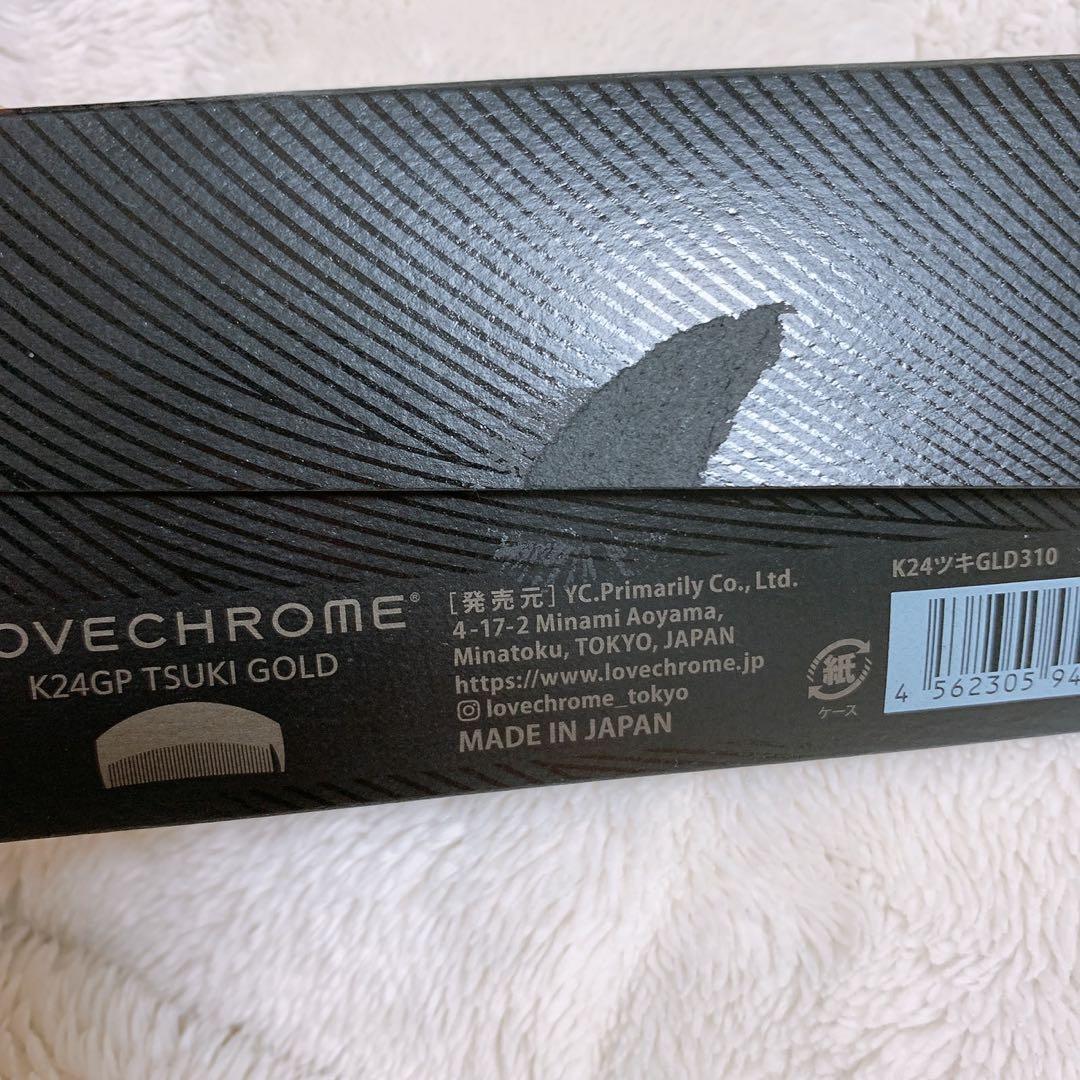 OVECHROME®
K24GP TSUKI GOLD
[発売元] YC.Primarily Co., Ltd.
4-17-2 Minami Aoyama,
Minatoku, TOKYO, JAPAN
https://www.lovechrome.jp
lovechrome_tokyo
MADE IN JAPAN
紙
ケース
K24ツキGLD310
4 562305 94